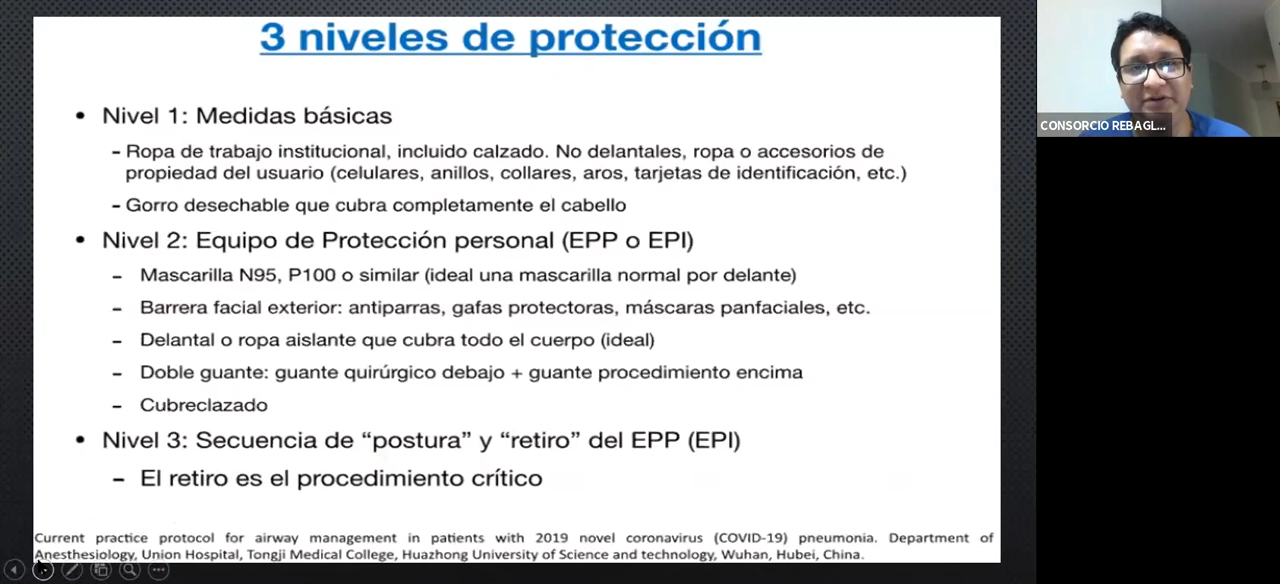 3 niveles de protección
• Nivel 1: Medidas básicas
- Ropa de trabajo institucional, incluido calzado. No delantales, ropa o accesorios de
propiedad del usuario (celulares, anillos, collares, aros, tarjetas de identificación, etc.)
- Gorro desechable que cubra completamente el cabello
• Nivel 2: Equipo de Protección personal (EPP o EPI)
- Mascarilla N95, P100 o similar (ideal una mascarilla normal por delante)
- Barrera facial exterior: antiparras, gafas protectoras, máscaras panfaciales, etc.
- Delantal o ropa aislante que cubra todo el cuerpo (ideal)
- Doble guante: guante quirúrgico debajo + guante procedimiento encima
- Cubreclazado
• Nivel 3: Secuencia de “postura” y “retiro” del EPP (EPI)
- El retiro es el procedimiento crítico
Current practice protocol for airway management in patients with 2019 novel coronavirus (COVID-19) pneumonia. Department of
Anesthesiology, Union Hospital, Tongji Medical College, Huazhong University of Science and technology, Wuhan, Hubei, China.
CONSORCIO REBAGL...